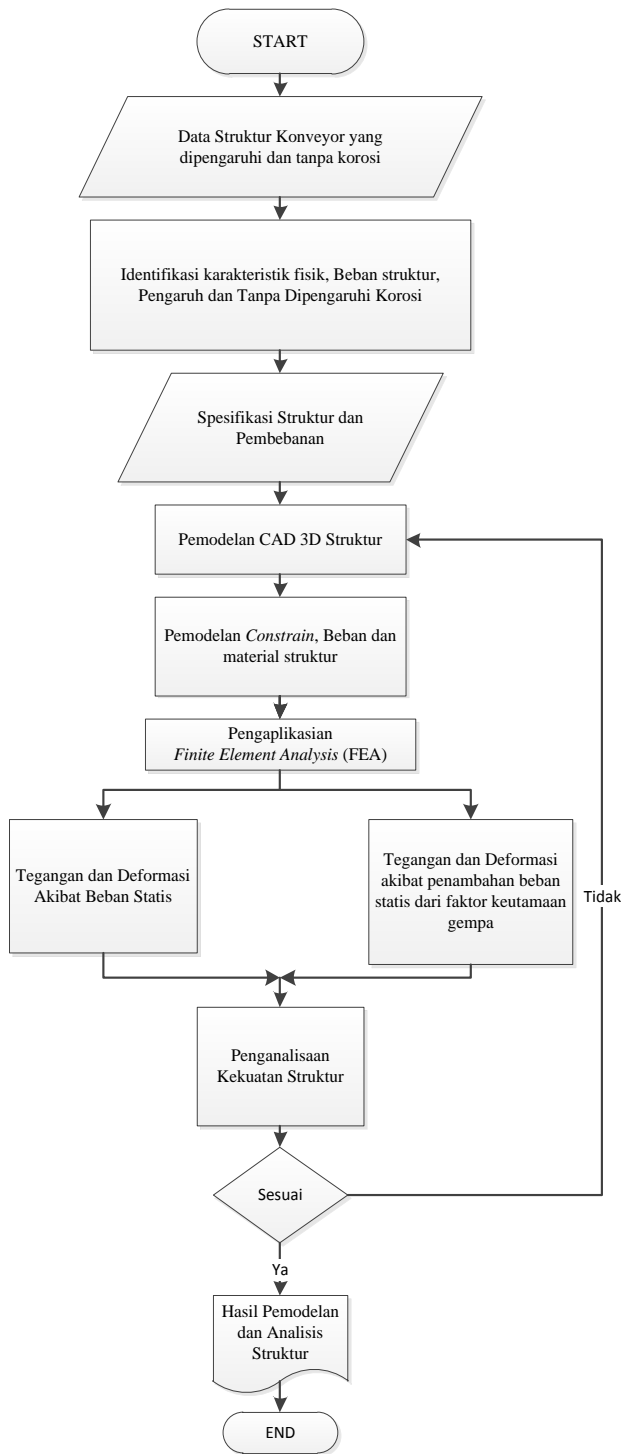 START
Data Struktur Konveyor yang
dipengaruhi dan tanpa korosi
Identifikasi karakteristik fisik, Beban struktur,
Pengaruh dan Tanpa Dipengaruhi Korosi
Spesifikasi Struktur dan
Pembebanan
Pemodelan CAD 3D Struktur
Pemodelan Constrain, Beban dan
material struktur
Pengaplikasian
Finite Element Analysis (FEA)
Tegangan dan Deformasi
Akibat Beban Statis
Tegangan dan Deformasi
akibat penambahan beban
statis dari faktor keutamaan
gempa
Tidak
Penganalisaan
Kekuatan Struktur
Sesuai
Ya
Hasil Pemodelan
dan Analisis
Struktur
END